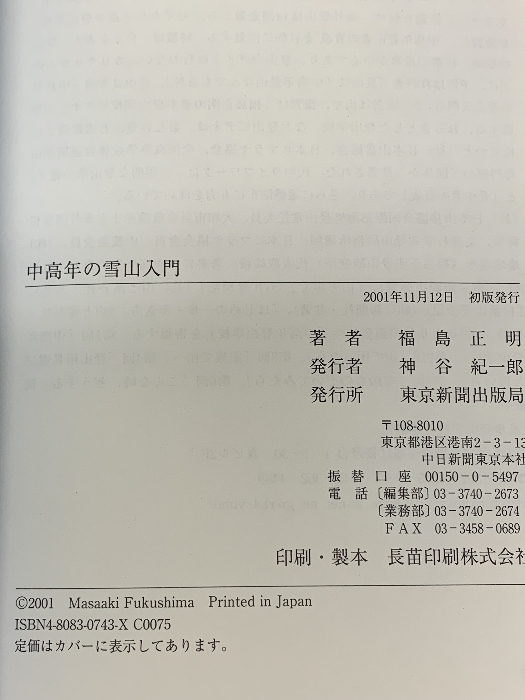 中高年の雪山入門
2001年11月12日 初版発行
著者 福島正明
発行者 神谷紀一郎
発行所 東京新聞出版局
〒108-8010
東京都港区港南2-3-13
中日新聞東京本社
振替口座 00150-0-5497
電話〔編集部〕03-3740-2673
〔業務部〕03-3740-2674
FAX 03-3458-0689
印刷・製本 長苗印刷株式会社
©2001 Masaaki Fukushima Printed in Japan
ISBN4-8083-0743-X C0075
定価はカバーに表示してあります。